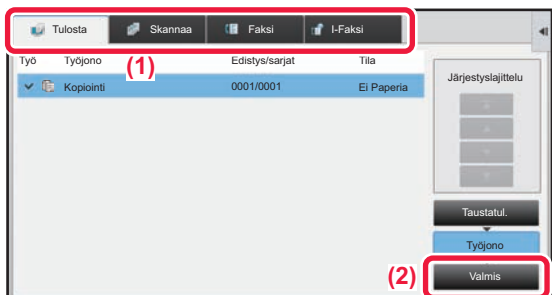 Tulosta Skannaa Faksi I-Faksi
(1)
Työ Työjono Edistys/sarjat Tila
Kopiointi 0001/0001 Ei Paperia
Järjestyslajittelu
Taustatul.
Työjono
(2) Valmis